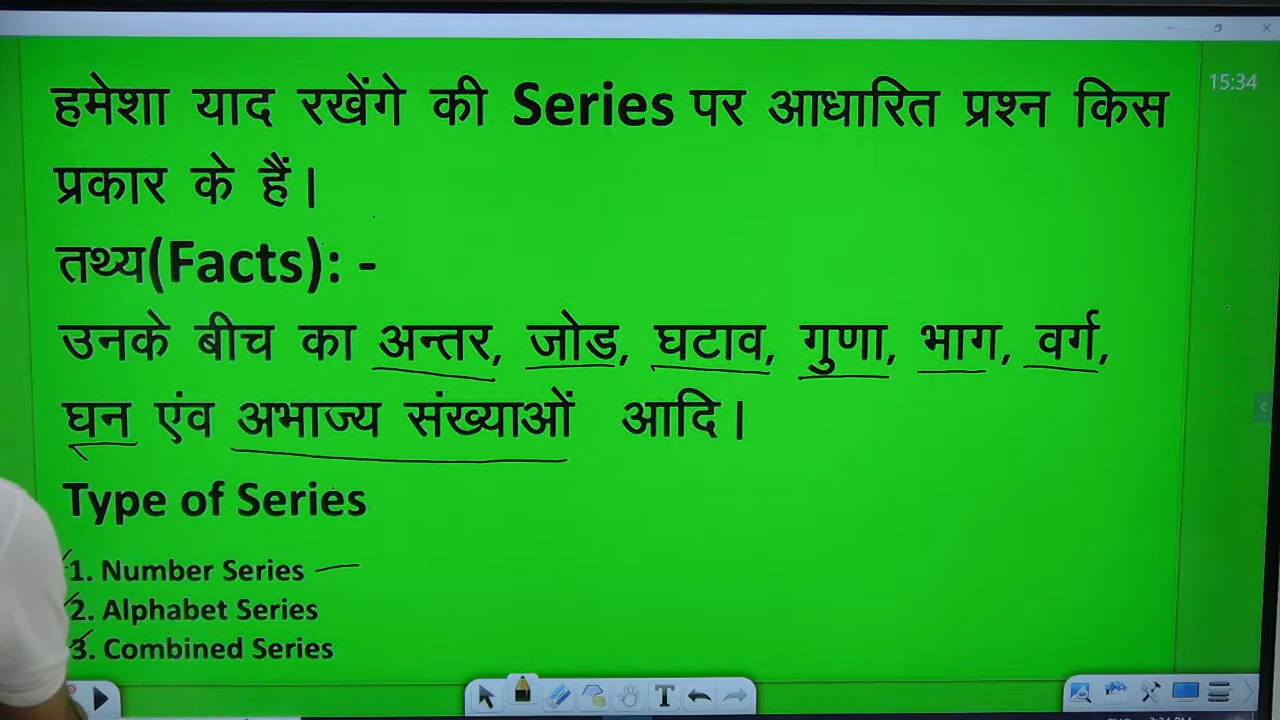 15:34
हमेशा याद रखेंगे की Series पर आधारित प्रश्न किस
प्रकार के हैं।
तथ्य(Facts): -
उनके बीच का अन्तर, जोड, घटाव, गुणा, भाग, वर्ग,
घन एंव अभाज्य संख्याओं आदि।
Type of Series
1. Number Series
2. Alphabet Series
3. Combined Series